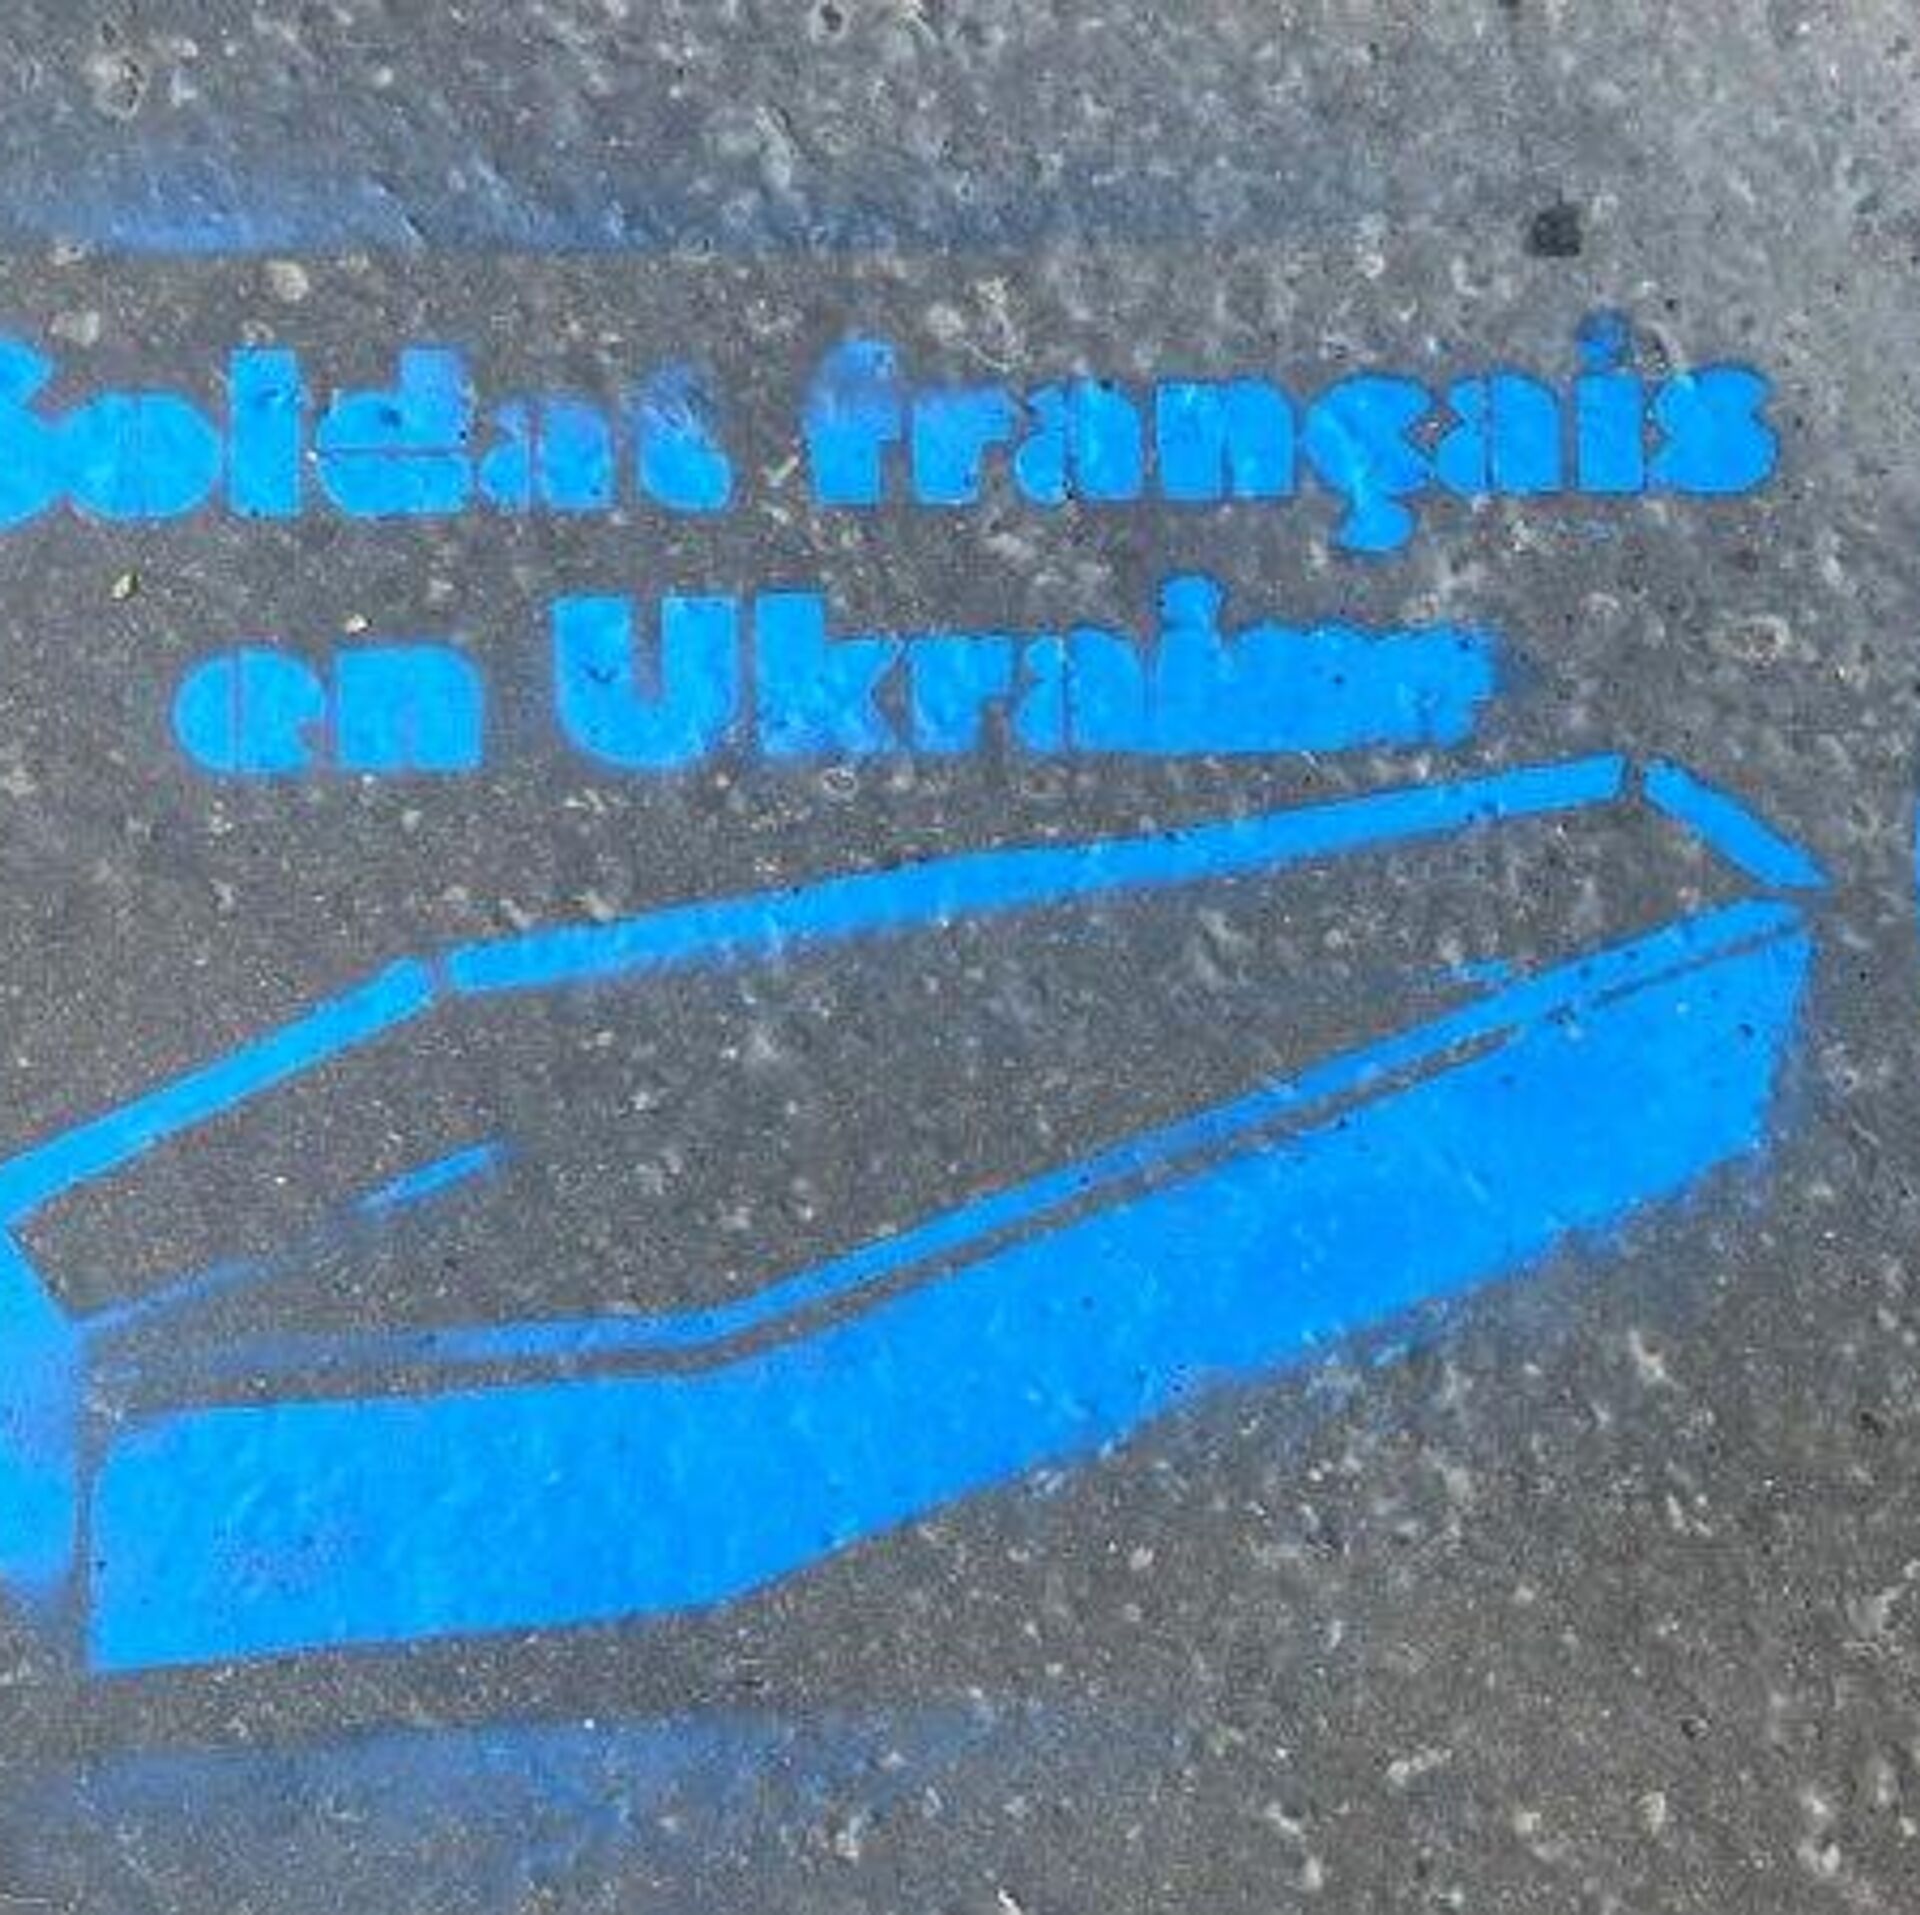 Soldat français
en Ukraine